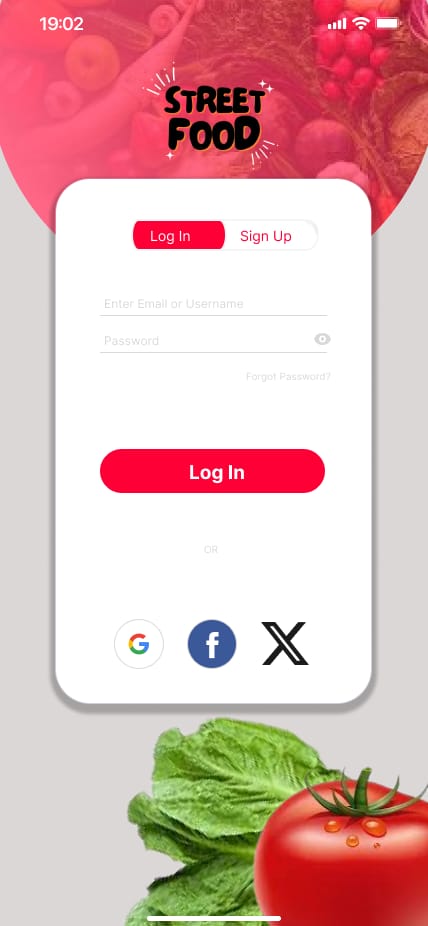 19:02
STREET
FOOD
Log In
Sign Up
Enter Email or Username
Password
Forgot Password?
Log In
OR